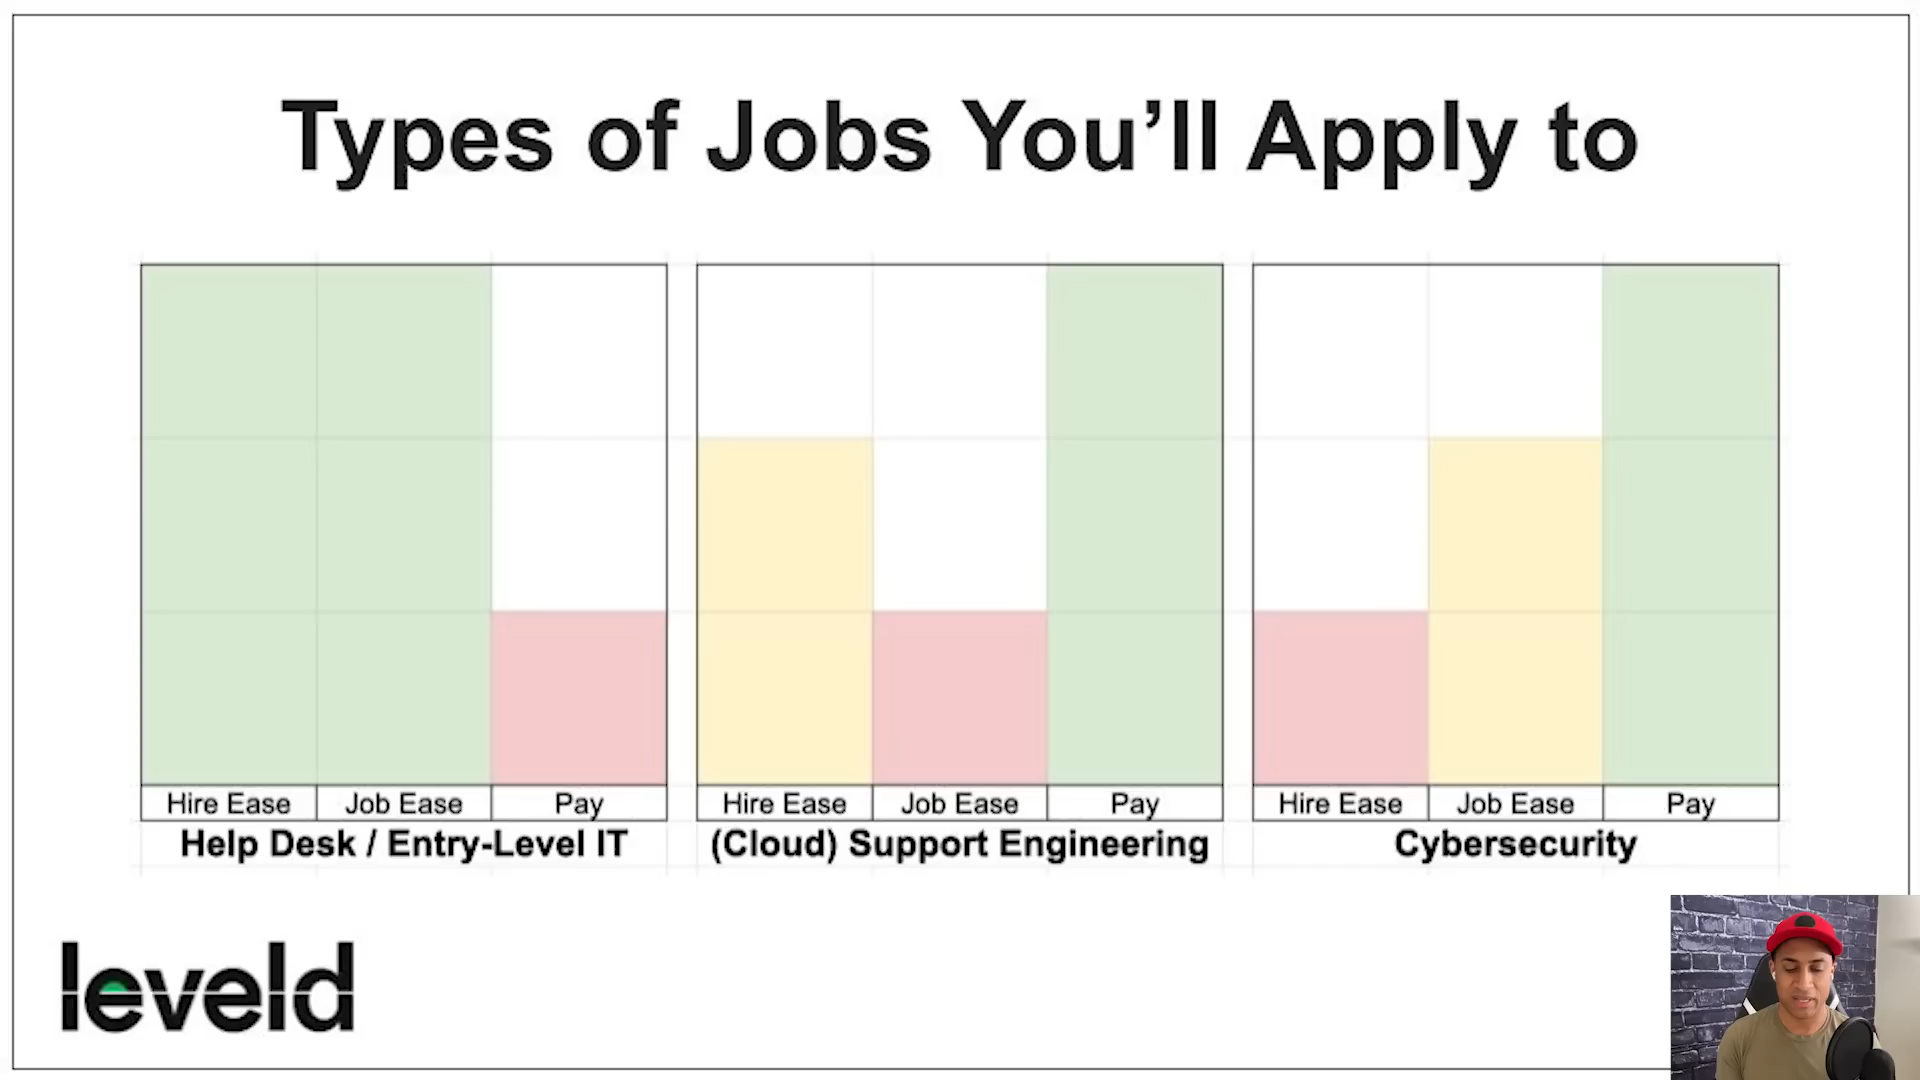 Types of Jobs You’ll Apply to
Hire Ease Job Ease Pay
Help Desk / Entry-Level IT
Hire Ease Job Ease Pay
(Cloud) Support Engineering
Hire Ease Job Ease Pay
Cybersecurity
leveld